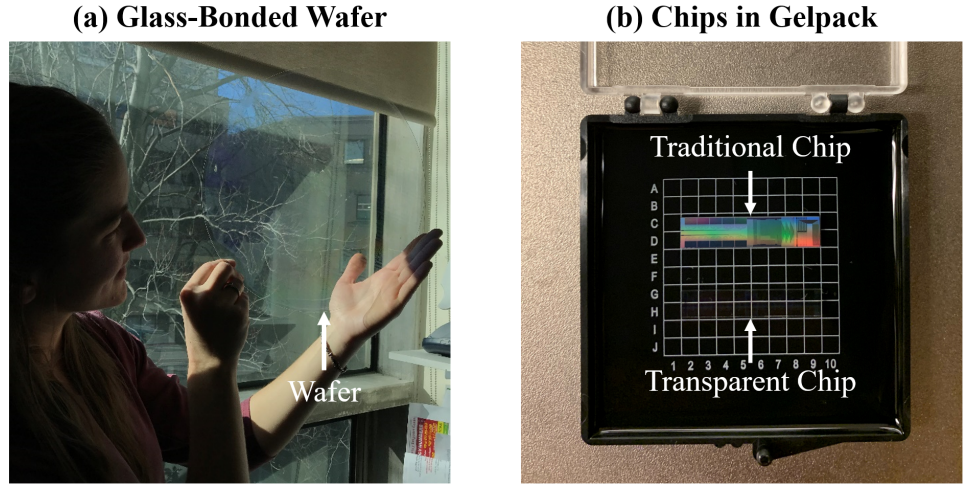 (a) Glass-Bonded Wafer
(b) Chips in Gelpack
Wafer
Traditional Chip
A
B
C
D
E
F
G
H
I
J
1 2 3 4 5 6 7 8 9 10
Transparent Chip